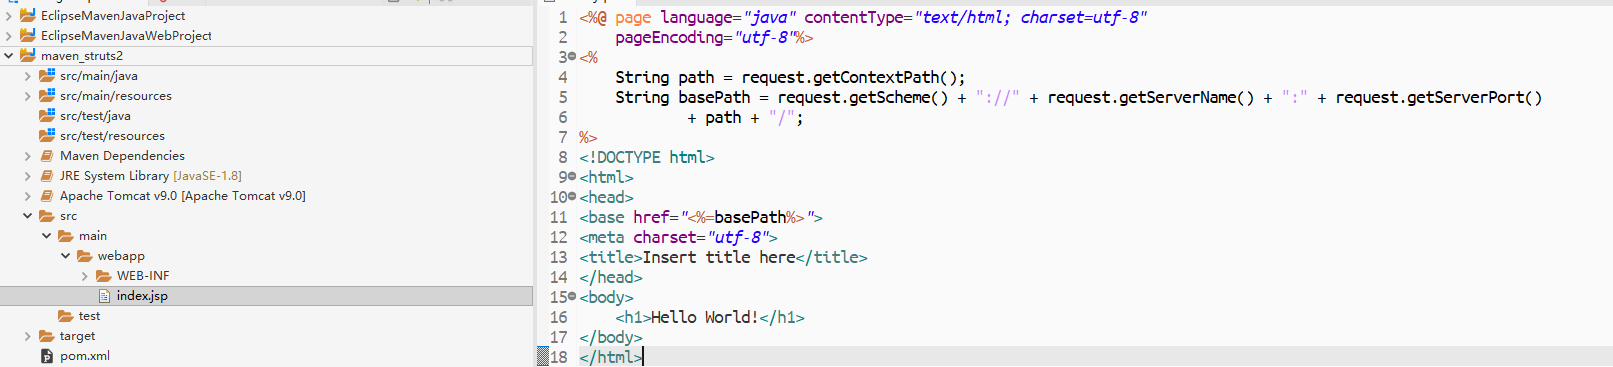 EclipseMavenJavaProject
EclipseMavenJavaWebProject
maven_struts2
src/main/java
src/main/resources
src/test/java
src/test/resources
Maven Dependencies
JRE System Library [JavaSE-1.8]
Apache Tomcat v9.0 [Apache Tomcat v9.0]
src
main
webapp
WEB-INF
index.jsp
test
target
pom.xml
1 <%@ page language="java" contentType="text/html; charset=utf-8"
2     pageEncoding="utf-8"%>
3 <%
4     String path = request.getContextPath();
5     String basePath = request.getScheme() + "://" + request.getServerName() + ":" + request.getServerPort()
6             + path + "/";
7 %>
8 <!DOCTYPE html>
9 <html>
10 <head>
11 <base href="<%=basePath%>">
12 <meta charset="utf-8">
13 <title>Insert title here</title>
14 </head>
15 <body>
16     <h1>Hello World!</h1>
17 </body>
18 </html>